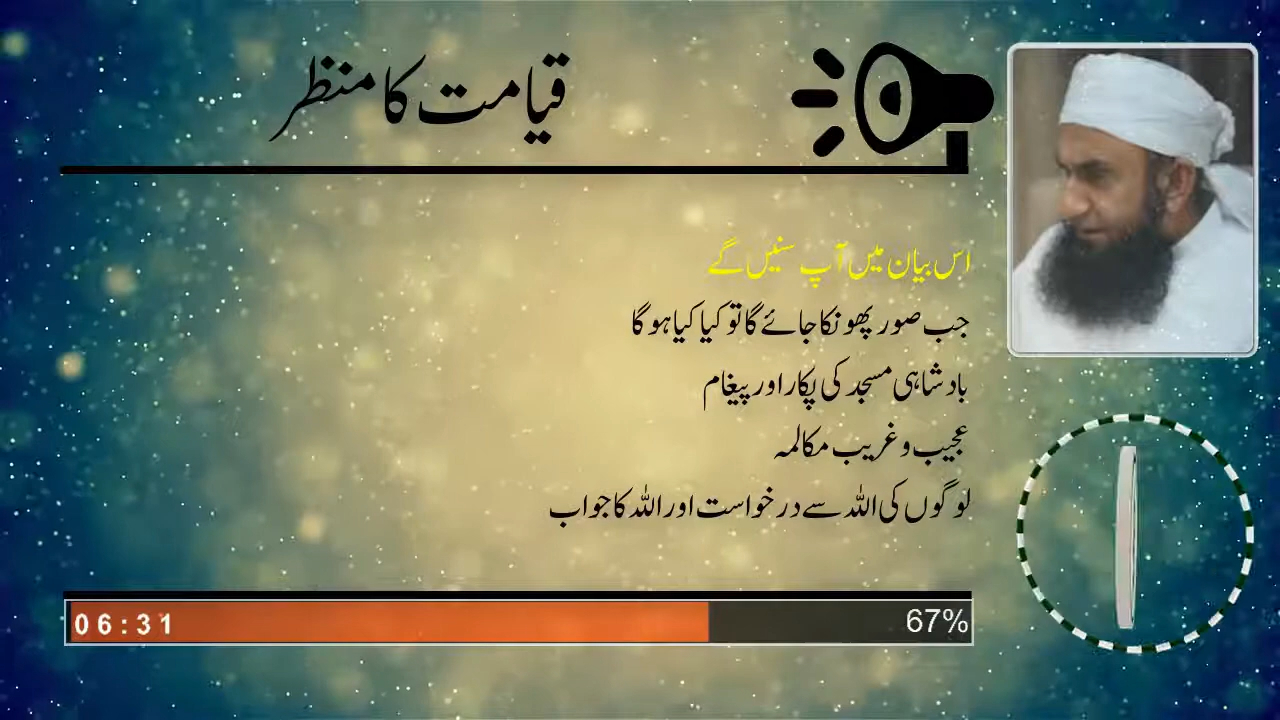 قیامت کا منظر
اس بیان میں آپ سنیں گے
جب صور پھونکا جائے گا تو کیا کیا ہو گا
بادشاہی مسجد کی پکار اور پیغام
عجیب و غریب مکالمہ
لوگوں کی اللہ سے درخواست اور اللہ کا جواب
06:31 67%